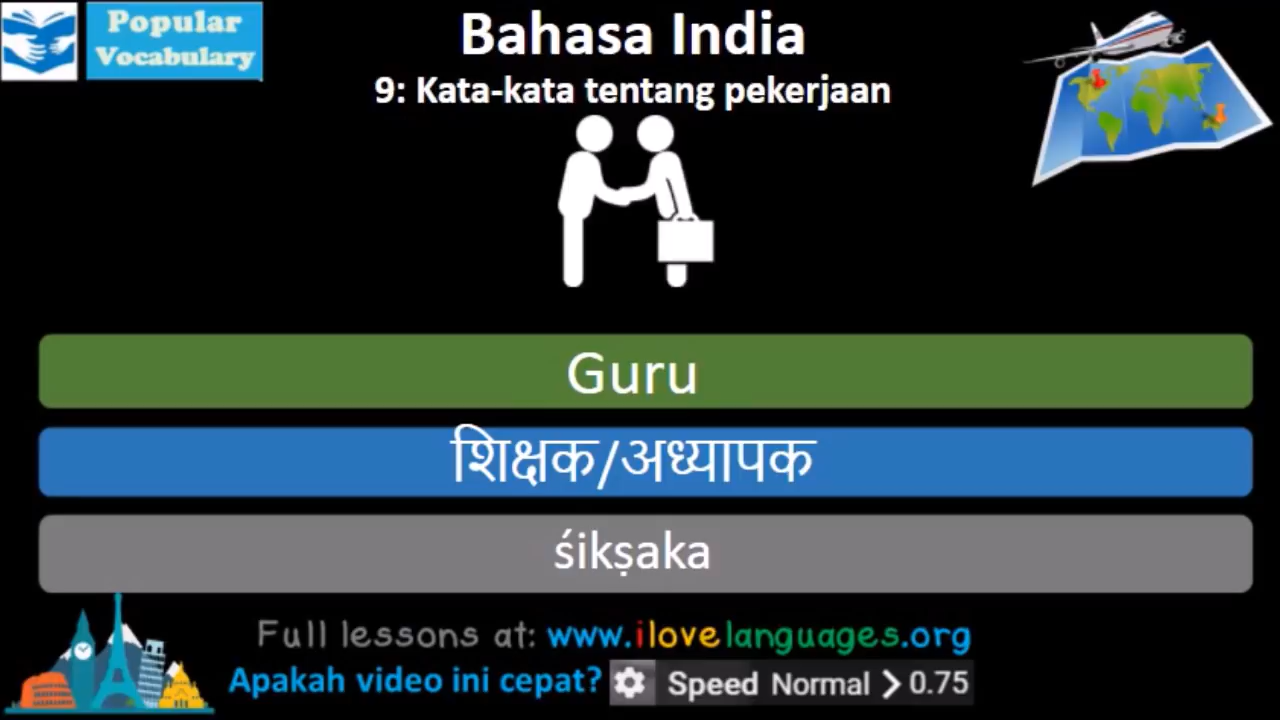 Popular
Vocabulary
Bahasa India
9: Kata-kata tentang pekerjaan
Guru
शिक्षक/अध्यापक
śikṣaka
Full lessons at: www.ilovelanguages.org
Apakah video ini cepat? Speed Normal > 0.75